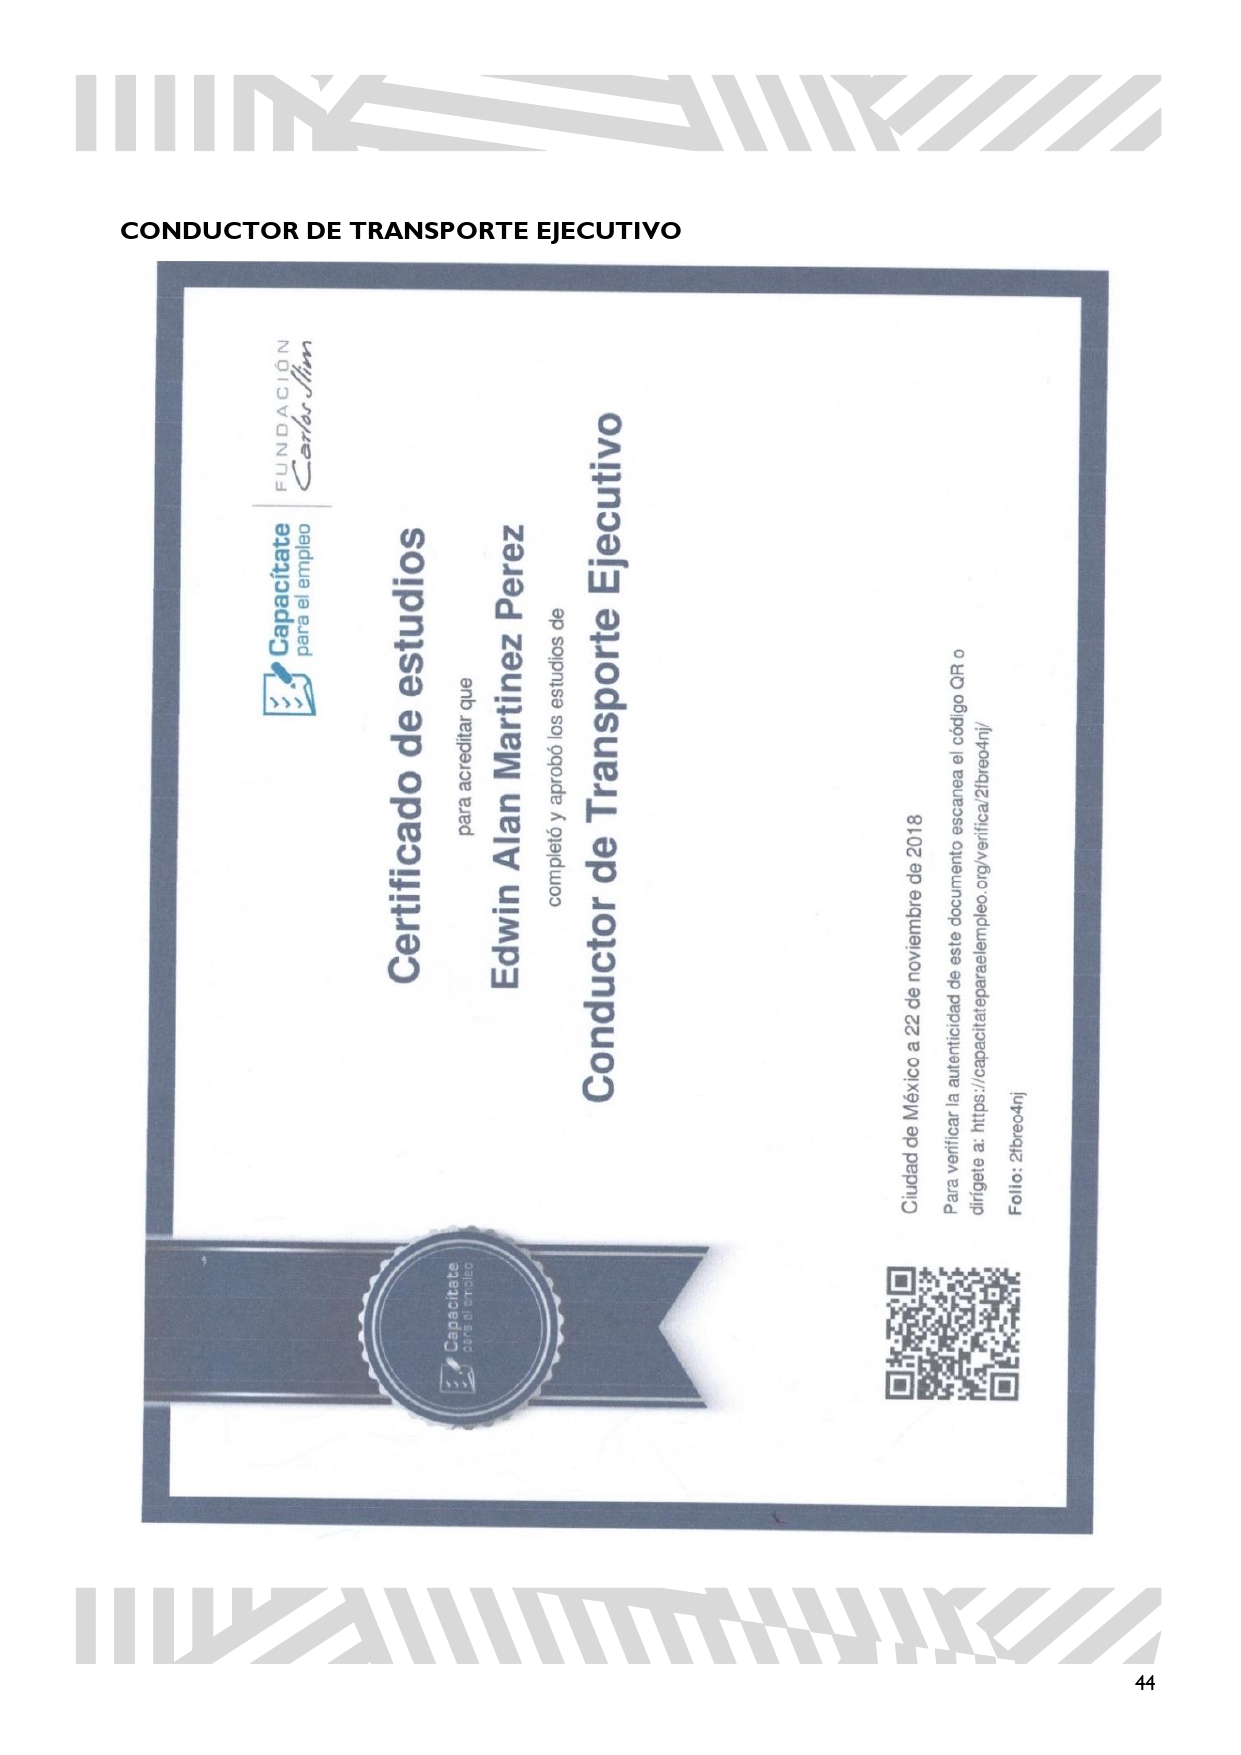 CONDUCTOR DE TRANSPORTE EJECUTIVO
Capacítate
para el empleo
FUNDACIÓN
Carlos Slim
Certificado de estudios
para acreditar que
Edwin Alan Martinez Perez
completó y aprobó los estudios de
Conductor de Transporte Ejecutivo
Capacítate
para el empleo
Ciudad de México a 22 de noviembre de 2018
Para verificar la autenticidad de este documento escanea el código QR o
dirígete a: https://capacitateparaelempleo.org/verifica/2fbreo4nj/
Folio: 2fbreo4nj
44